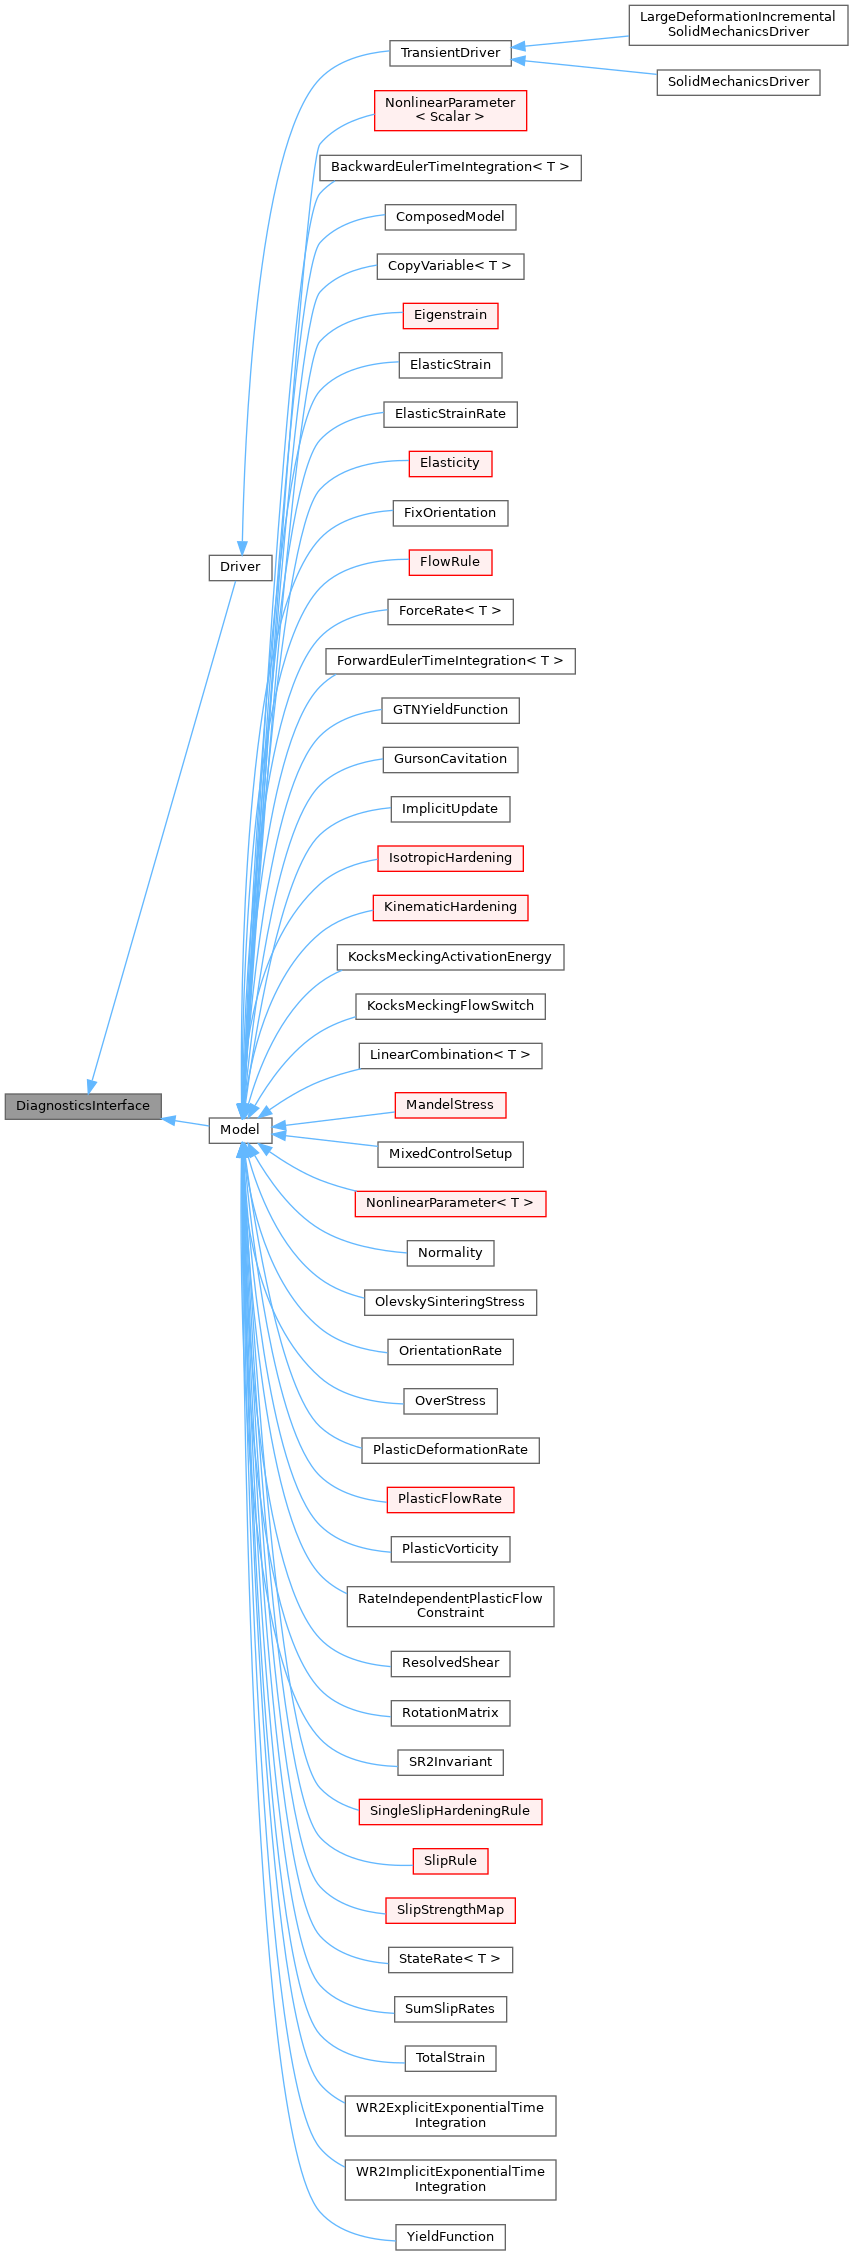 LargeDeformationIncremental
SolidMechanicsDriver
TransientDriver
SolidMechanicsDriver
NonlinearParameter
< Scalar >
BackwardEulerTimeIntegration< T >
ComposedModel
CopyVariable< T >
Eigenstrain
ElasticStrain
ElasticStrainRate
Elasticity
FixOrientation
FlowRule
Driver
ForceRate< T >
ForwardEulerTimeIntegration< T >
GTNYieldFunction
GursonCavitation
ImplicitUpdate
IsotropicHardening
KinematicHardening
KocksMeckingActivationEnergy
KocksMeckingFlowSwitch
LinearCombination< T >
MandelStress
DiagnosticsInterface
Model
MixedControlSetup
NonlinearParameter< T >
Normality
OlevskySinteringStress
OrientationRate
OverStress
PlasticDeformationRate
PlasticFlowRate
PlasticVorticity
RateIndependentPlasticFlow
Constraint
ResolvedShear
RotationMatrix
SR2Invariant
SingleSlipHardeningRule
SlipRule
SlipStrengthMap
StateRate< T >
SumSlipRates
TotalStrain
WR2ExplicitExponentialTime
Integration
WR2ImplicitExponentialTime
Integration
YieldFunction